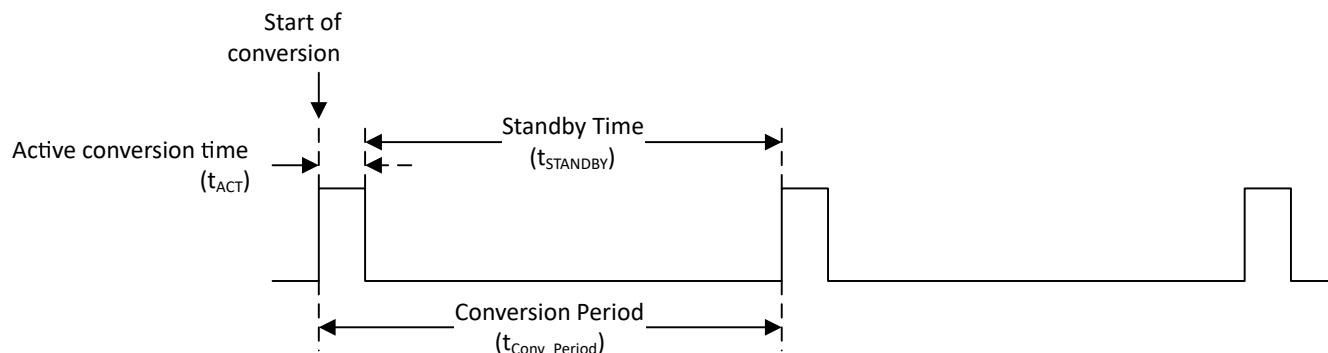 Start of
conversion
Standby Time
(tSTANDBY)
Active conversion time
(tACT)
Conversion Period
(tConv_Period)